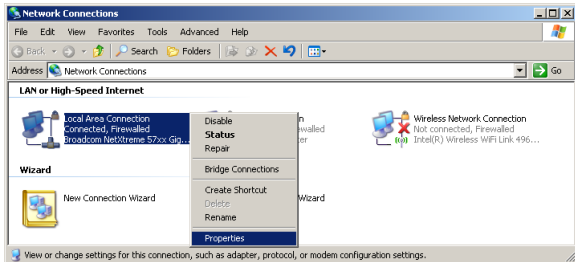 Network Connections
File Edit View Favorites Tools Advanced Help
Back Search Folders
Address Network Connections Go
LAN or High-Speed Internet
Local Area Connection
Connected, Firewalled
Broadcom NetXtreme 57xx Gig...
Disable
Status
Repair
Bridge Connections
Create Shortcut
Delete
Rename
Properties
Wireless Network Connection
Not connected, Firewalled
Intel(R) Wireless WiFi Link 496...
Wizard
New Connection Wizard
Wizard
View or change settings for this connection, such as adapter, protocol, or modem configuration settings.